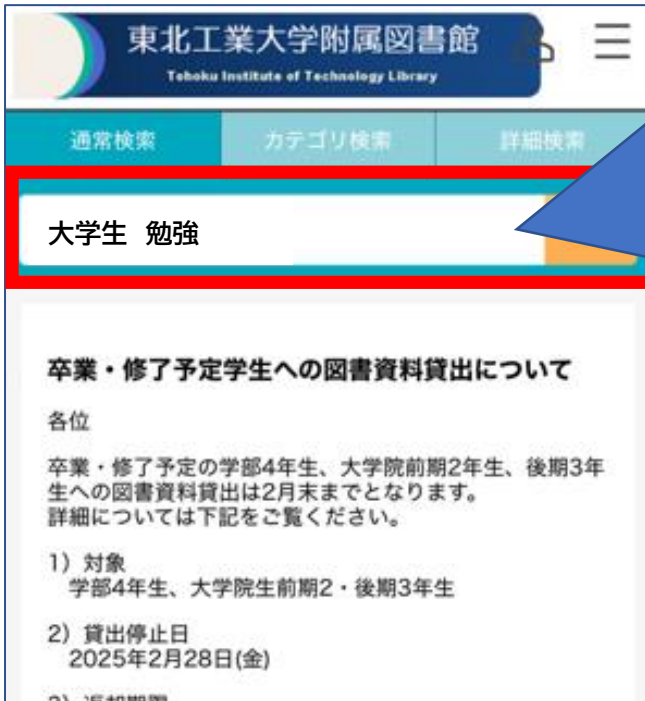 東北工業大学附属図書館
Tohoku Institute of Technology Library
通常検索 カテゴリ検索 詳細検索
大学生 勉強
卒業・修了予定学生への図書資料貸出について
各位
卒業・修了予定の学部4年生、大学院前期2年生、後期3年
生への図書資料貸出は2月末までとなります。
詳細については下記をご覧ください。
1）対象
学部4年生、大学院生前期2・後期3年生
2）貸出停止日
2025年2月28日(金)